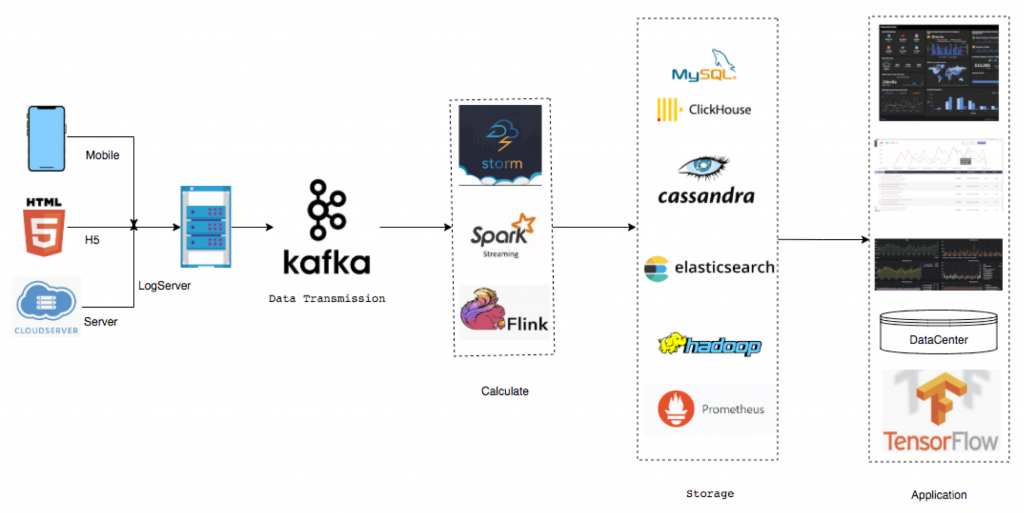 Mobile
HTML
5
H5
CLOUDSERVER
Server
LogServer
kafka
Data Transmission
storm
Spark
Streaming
Flink
Calculate
MySQL
ClickHouse
cassandra
elasticsearch
hadoop
Prometheus
Storage
DataCenter
TensorFlow
Application